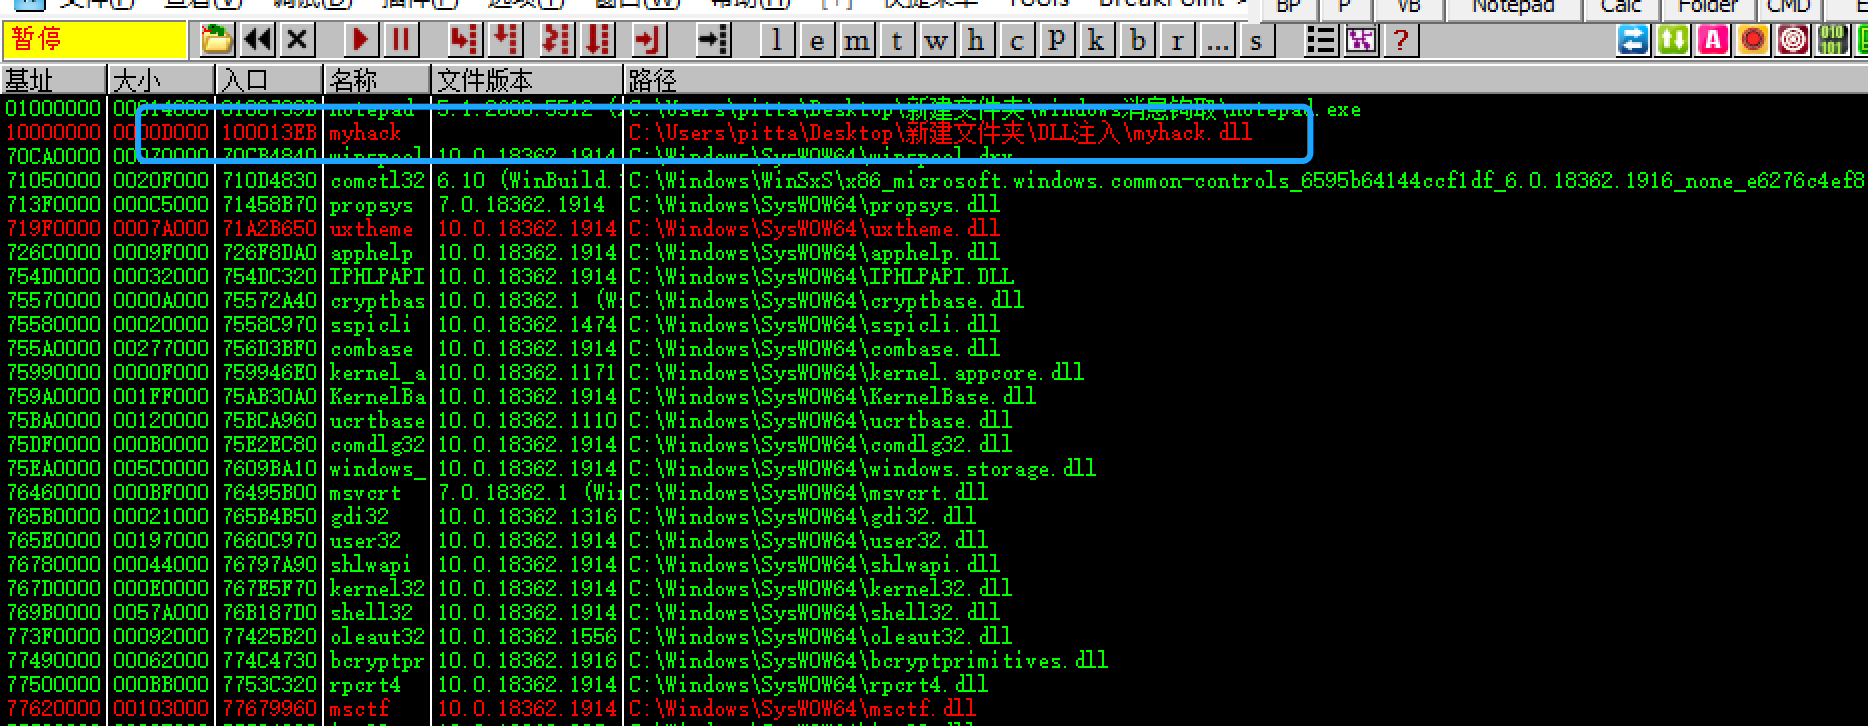 文件(F) 查看(V) 调试(D) 插件(P) 选项(T) 窗口(W) 帮助(H) [+] 快捷菜单 Tools BreakPoint->
BP P VB Notepad Calc Folder CMD E
暂停 l e m t w h c P k b r ... s ?
基址 大小 入口 名称 文件版本 路径
01000000 00014000 0100739D notepad 5.1.2600.5512 ( C:\Users\pitta\Desktop\新建文件夹\windows消息钩取\notepad.exe
10000000 0000D000 100013EB myhack C:\Users\pitta\Desktop\新建文件夹\DLL注入\myhack.dll
70CA0000 00070000 70CB4840 winspool 10.0.18362.1914 C:\Windows\SysWOW64\winspool.drv
71050000 0020F000 710D4830 comctl32 6.10 (WinBuild. C:\Windows\WinSxS\x86_microsoft.windows.common-controls_6595b64144ccf1df_6.0.18362.1916_none_e6276c4ef8
713F0000 000C5000 71458B70 propsys 7.0.18362.1914 C:\Windows\SysWOW64\propsys.dll
719F0000 0007A000 71A2B650 uxtheme 10.0.18362.1914 C:\Windows\SysWOW64\uxtheme.dll
726C0000 0009F000 726F8DA0 apphelp 10.0.18362.1914 C:\Windows\SysWOW64\apphelp.dll
754D0000 00032000 754DC320 IPHLPAPI 10.0.18362.1914 C:\Windows\SysWOW64\IPHLPAPI.DLL
75570000 0000A000 75572A40 cryptbas 10.0.18362.1 (W C:\Windows\SysWOW64\cryptbase.dll
75580000 00020000 7558C970 sspicli 10.0.18362.1474 C:\Windows\SysWOW64\sspicli.dll
755A0000 00277000 756D3BF0 combase 10.0.18362.1914 C:\Windows\SysWOW64\combase.dll
75990000 0000F000 759946E0 kernel_a 10.0.18362.1171 C:\Windows\SysWOW64\kernel.appcore.dll
759A0000 001FF000 75AB30A0 KernelBa 10.0.18362.1914 C:\Windows\SysWOW64\KernelBase.dll
75BA0000 00120000 75BCA960 ucrtbase 10.0.18362.1110 C:\Windows\SysWOW64\ucrtbase.dll
75DF0000 000B0000 75E2EC80 comdlg32 10.0.18362.1914 C:\Windows\SysWOW64\comdlg32.dll
75EA0000 005C0000 7609BA10 windows_ 10.0.18362.1914 C:\Windows\SysWOW64\windows.storage.dll
76460000 000BF000 76495B00 msvcrt 7.0.18362.1 (Wi C:\Windows\SysWOW64\msvcrt.dll
765B0000 00021000 765B4B50 gdi32 10.0.18362.1316 C:\Windows\SysWOW64\gdi32.dll
765E0000 00197000 7660C970 user32 10.0.18362.1914 C:\Windows\SysWOW64\user32.dll
76780000 00044000 76797A90 shlwapi 10.0.18362.1914 C:\Windows\SysWOW64\shlwapi.dll
767D0000 000E0000 767E5F70 kernel32 10.0.18362.1914 C:\Windows\SysWOW64\kernel32.dll
769B0000 0057A000 76B187D0 shell32 10.0.18362.1914 C:\Windows\SysWOW64\shell32.dll
773F0000 00092000 77425B20 oleaut32 10.0.18362.1556 C:\Windows\SysWOW64\oleaut32.dll
77490000 00062000 774C4730 bcryptpr 10.0.18362.1916 C:\Windows\SysWOW64\bcryptprimitives.dll
77500000 000BB000 7753C320 rpcrt4 10.0.18362.1914 C:\Windows\SysWOW64\rpcrt4.dll
77620000 00103000 77679960 msctf 10.0.18362.1914 C:\Windows\SysWOW64\msctf.dll